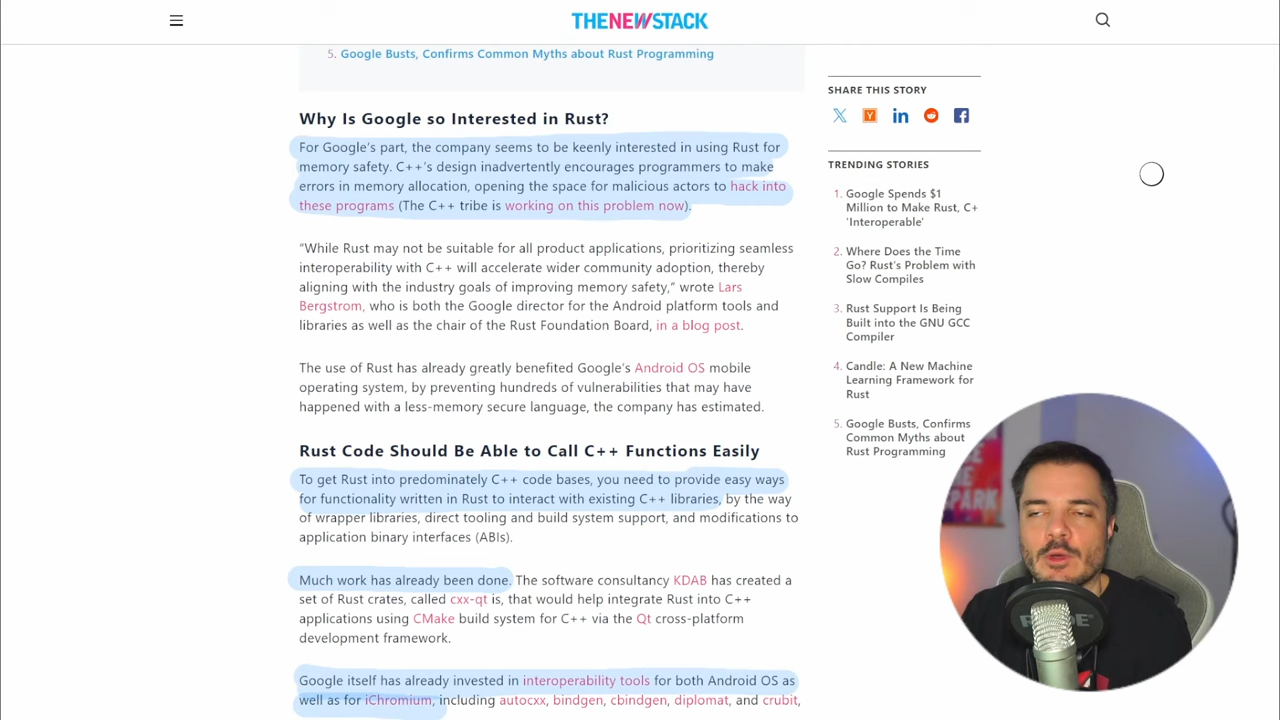 THENEWSTACK
5. Google Busts, Confirms Common Myths about Rust Programming
Why Is Google so Interested in Rust?
For Google's part, the company seems to be keenly interested in using Rust for
memory safety. C++'s design inadvertently encourages programmers to make
errors in memory allocation, opening the space for malicious actors to hack into
these programs (The C++ tribe is working on this problem now).
“While Rust may not be suitable for all product applications, prioritizing seamless
interoperability with C++ will accelerate wider community adoption, thereby
aligning with the industry goals of improving memory safety,” wrote Lars
Bergstrom, who is both the Google director for the Android platform tools and
libraries as well as the chair of the Rust Foundation Board, in a blog post.
The use of Rust has already greatly benefited Google's Android OS mobile
operating system, by preventing hundreds of vulnerabilities that may have
happened with a less-memory secure language, the company has estimated.
Rust Code Should Be Able to Call C++ Functions Easily
To get Rust into predominately C++ code bases, you need to provide easy ways
for functionality written in Rust to interact with existing C++ libraries, by the way
of wrapper libraries, direct tooling and build system support, and modifications to
application binary interfaces (ABIs).
Much work has already been done. The software consultancy KDAB has created a
set of Rust crates, called cxx-qt is, that would help integrate Rust into C++
applications using CMake build system for C++ via the Qt cross-platform
development framework.
Google itself has already invested in interoperability tools for both Android OS as
well as for iChromium, including autocxx, bindgen, cbindgen, diplomat, and crubit,
SHARE THIS STORY
TRENDING STORIES
1. Google Spends $1
Million to Make Rust, C+
'Interoperable'
2. Where Does the Time
Go? Rust's Problem with
Slow Compiles
3. Rust Support Is Being
Built into the GNU GCC
Compiler
4. Candle: A New Machine
Learning Framework for
Rust
5. Google Busts, Confirms
Common Myths about
Rust Programming